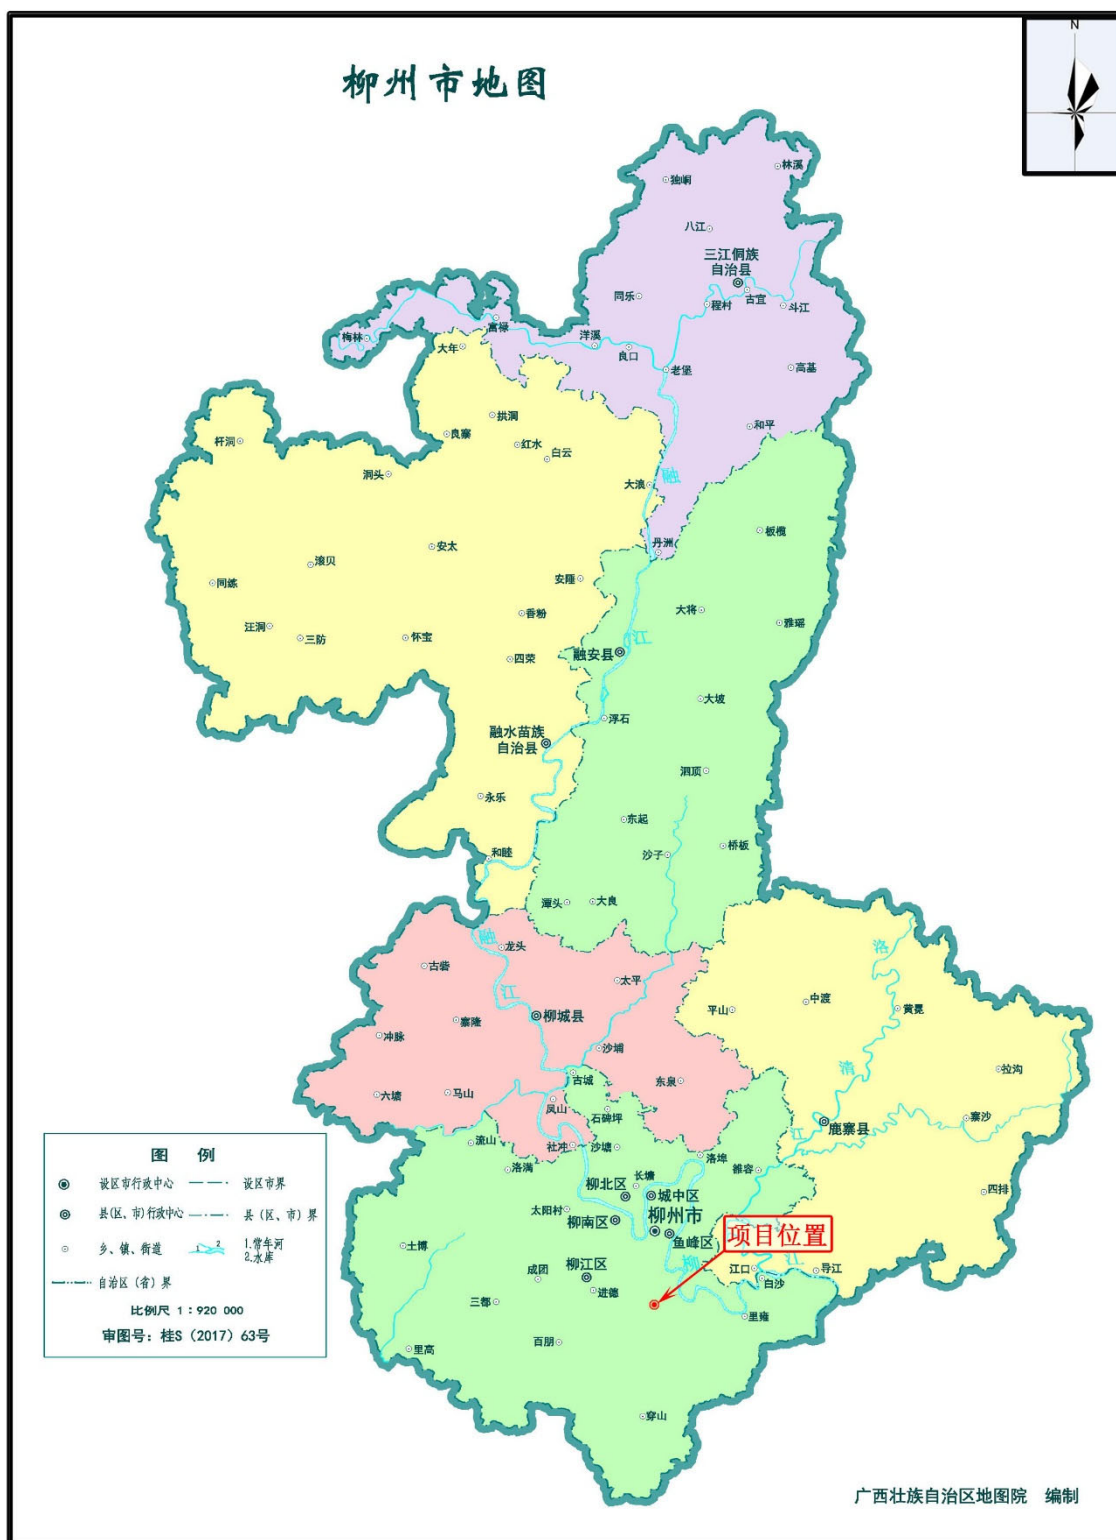 柳州市地图
N
林溪
独峒
八江
三江侗族
自治县
同乐
古宜
程村
斗江
富禄
梅林
洋溪
良口
大年
老堡
高基
拱洞
良寨
和平
杆洞
红水
白云
洞头
大浪
融
板榄
安太
丹洲
滚贝
同练
安陲
大将
香粉
汪洞
三防
怀宝
江
雅瑶
融安县
四荣
大坡
浮石
融水苗族
自治县
泗顶
永乐
东起
桥板
沙子
和睦
潭头
大良
融
龙头
洛
古砦
太平
江
中渡
平山
黄冕
柳城县
寨隆
冲脉
沙埔
清
拉沟
古城
东泉
六塘
马山
凤山
石碑坪
寨沙
江
鹿寨县
流山
社冲
沙塘
洛埠
洛满
长塘
雒容
柳北区
城中区
四排
太阳村
柳南区
柳州市
鱼峰区
项目位置
土博
柳江区
江口
江
导江
成团
白沙
进德
三都
里雍
百朋
里高
穿山
图 例
设区市行政中心
设区市界
县(区、市)行政中心
县(区、市)界
乡、镇、街道
1 2
1.常年河
2.水库
自治区(省)界
比例尺 1:920 000
审图号:桂S(2017)63号
广西壮族自治区地图院 编制